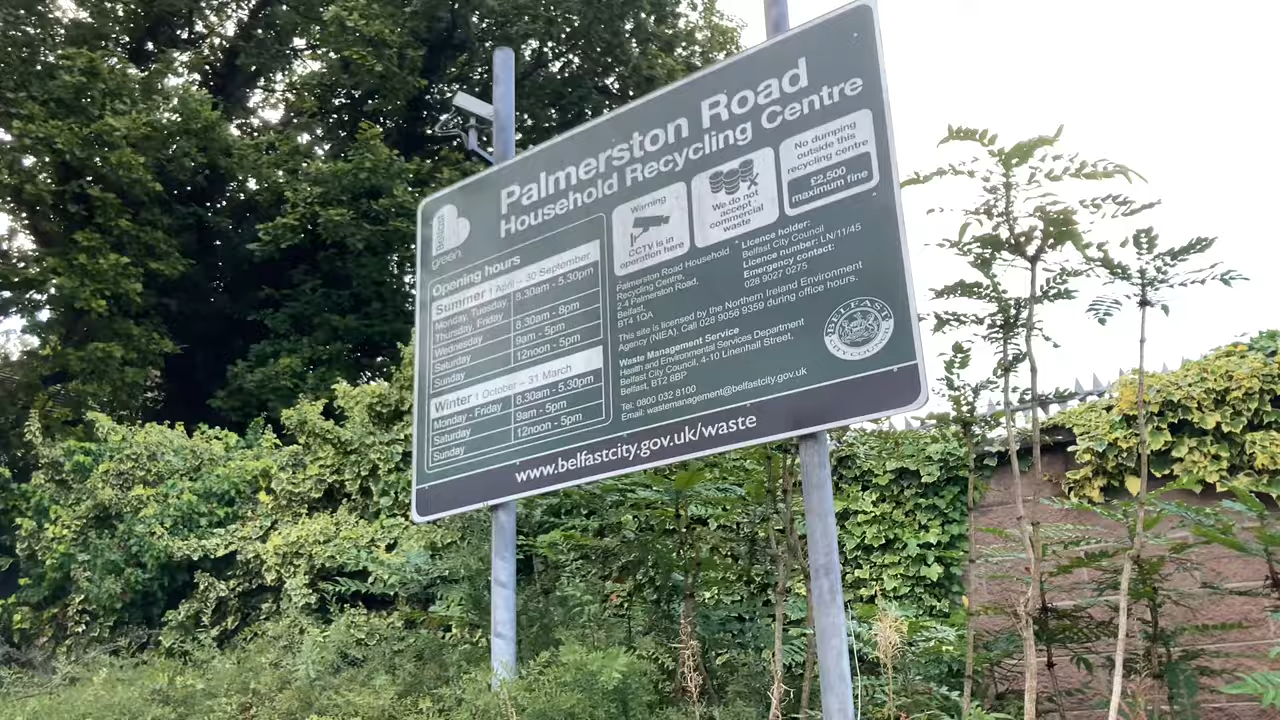 Palmerston Road
Household Recycling Centre
Belfast
green
Opening hours
Summer 1 April – 30 September
Monday, Tuesday, 8.30am - 5.30pm
Thursday, Friday
Wednesday 8.30am - 8pm
Saturday 9am - 5pm
Sunday 12noon - 5pm
Winter 1 October – 31 March
Monday - Friday 8.30am - 5.30pm
Saturday 9am - 5pm
Sunday 12noon - 5pm
Warning
CCTV is in
operation here
We do not
accept
commercial
waste
No dumping
outside this
recycling centre
£2,500
maximum fine
Palmerston Road Household
Recycling Centre,
2-4 Palmerston Road,
Belfast,
BT4 1QA
Licence holder:
Belfast City Council
Licence number: LN/11/45
Emergency contact:
028 9027 0275
This site is licensed by the Northern Ireland Environment
Agency (NIEA). Call 028 9056 9359 during office hours.
Waste Management Service
Health and Environmental Services Department
Belfast City Council, 4-10 Linenhall Street,
Belfast, BT2 8BP
Tel: 0800 032 8100
Email: wastemanagement@belfastcity.gov.uk
BELFAST
CITY COUNCIL
www.belfastcity.gov.uk/waste